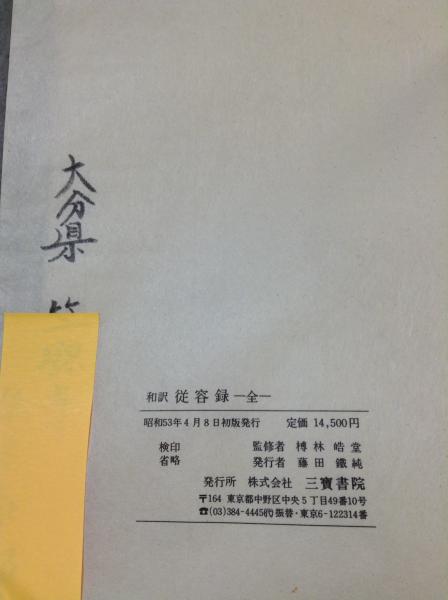 大分県
和訳 従容録 ―全―
昭和53年4月8日初版発行 定価 14,500円
検印
省略
監修者 榑林皓堂
発行者 藤田鐵純
発行所 株式会社 三寶書院
〒164 東京都中野区中央5丁目49番10号
☎(03)384-4445㈹振替・東京6-122314番